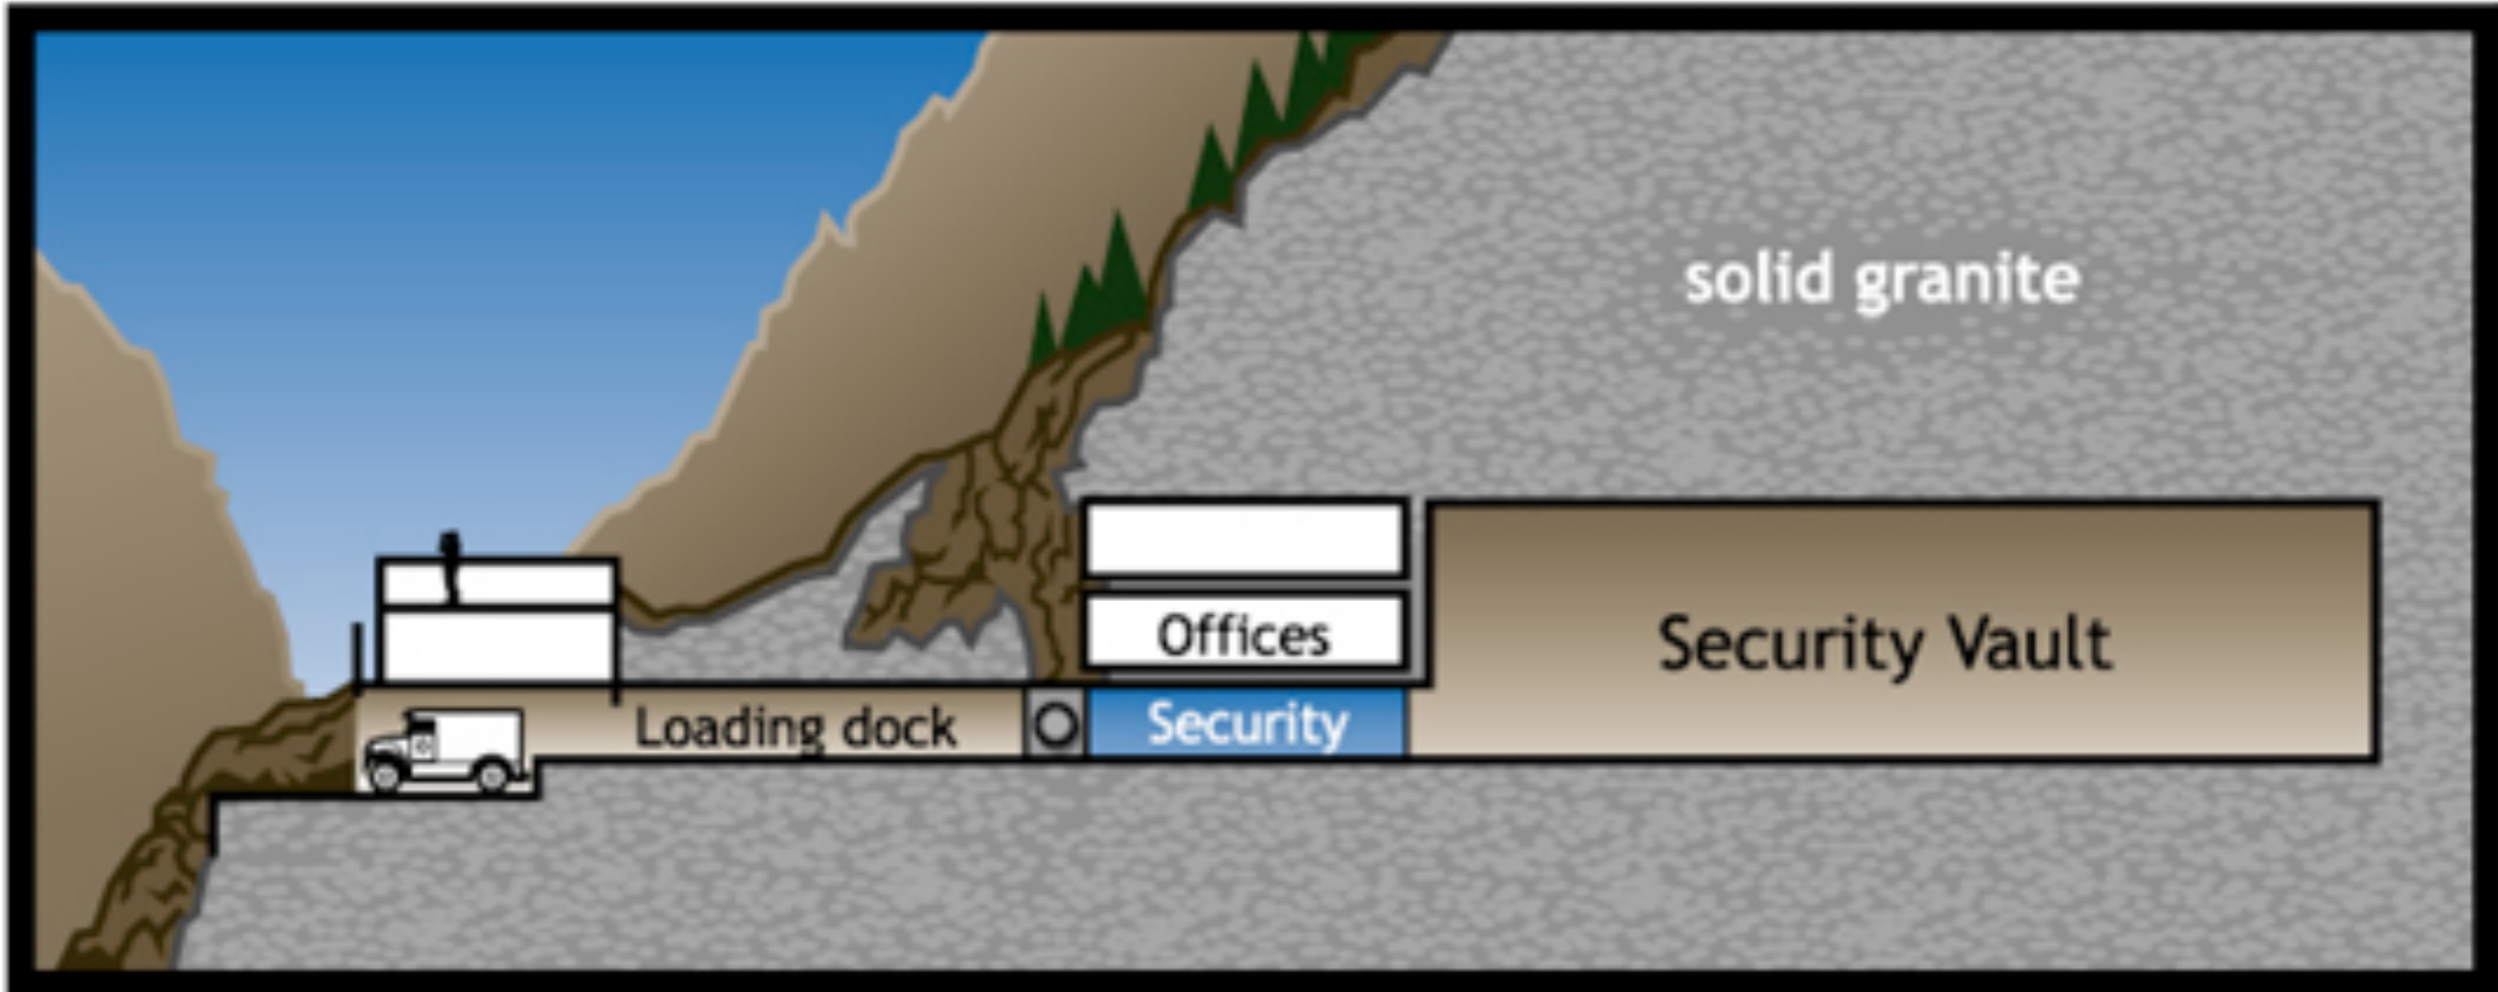 solid granite
Offices
Security Vault
Loading dock
Security